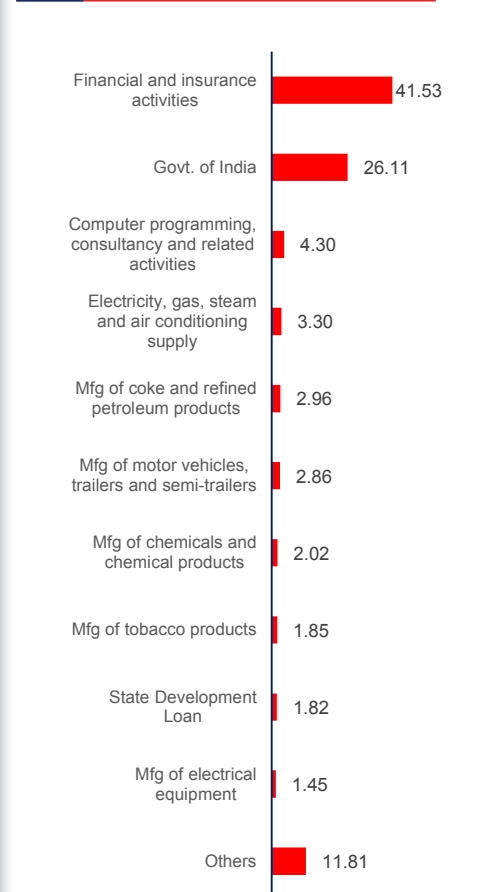 Financial and insurance
activities
41.53
Govt. of India
26.11
Computer programming,
consultancy and related
activities
4.30
Electricity, gas, steam
and air conditioning
supply
3.30
Mfg of coke and refined
petroleum products
2.96
Mfg of motor vehicles,
trailers and semi-trailers
2.86
Mfg of chemicals and
chemical products
2.02
Mfg of tobacco products
1.85
State Development
Loan
1.82
Mfg of electrical
equipment
1.45
Others
11.81